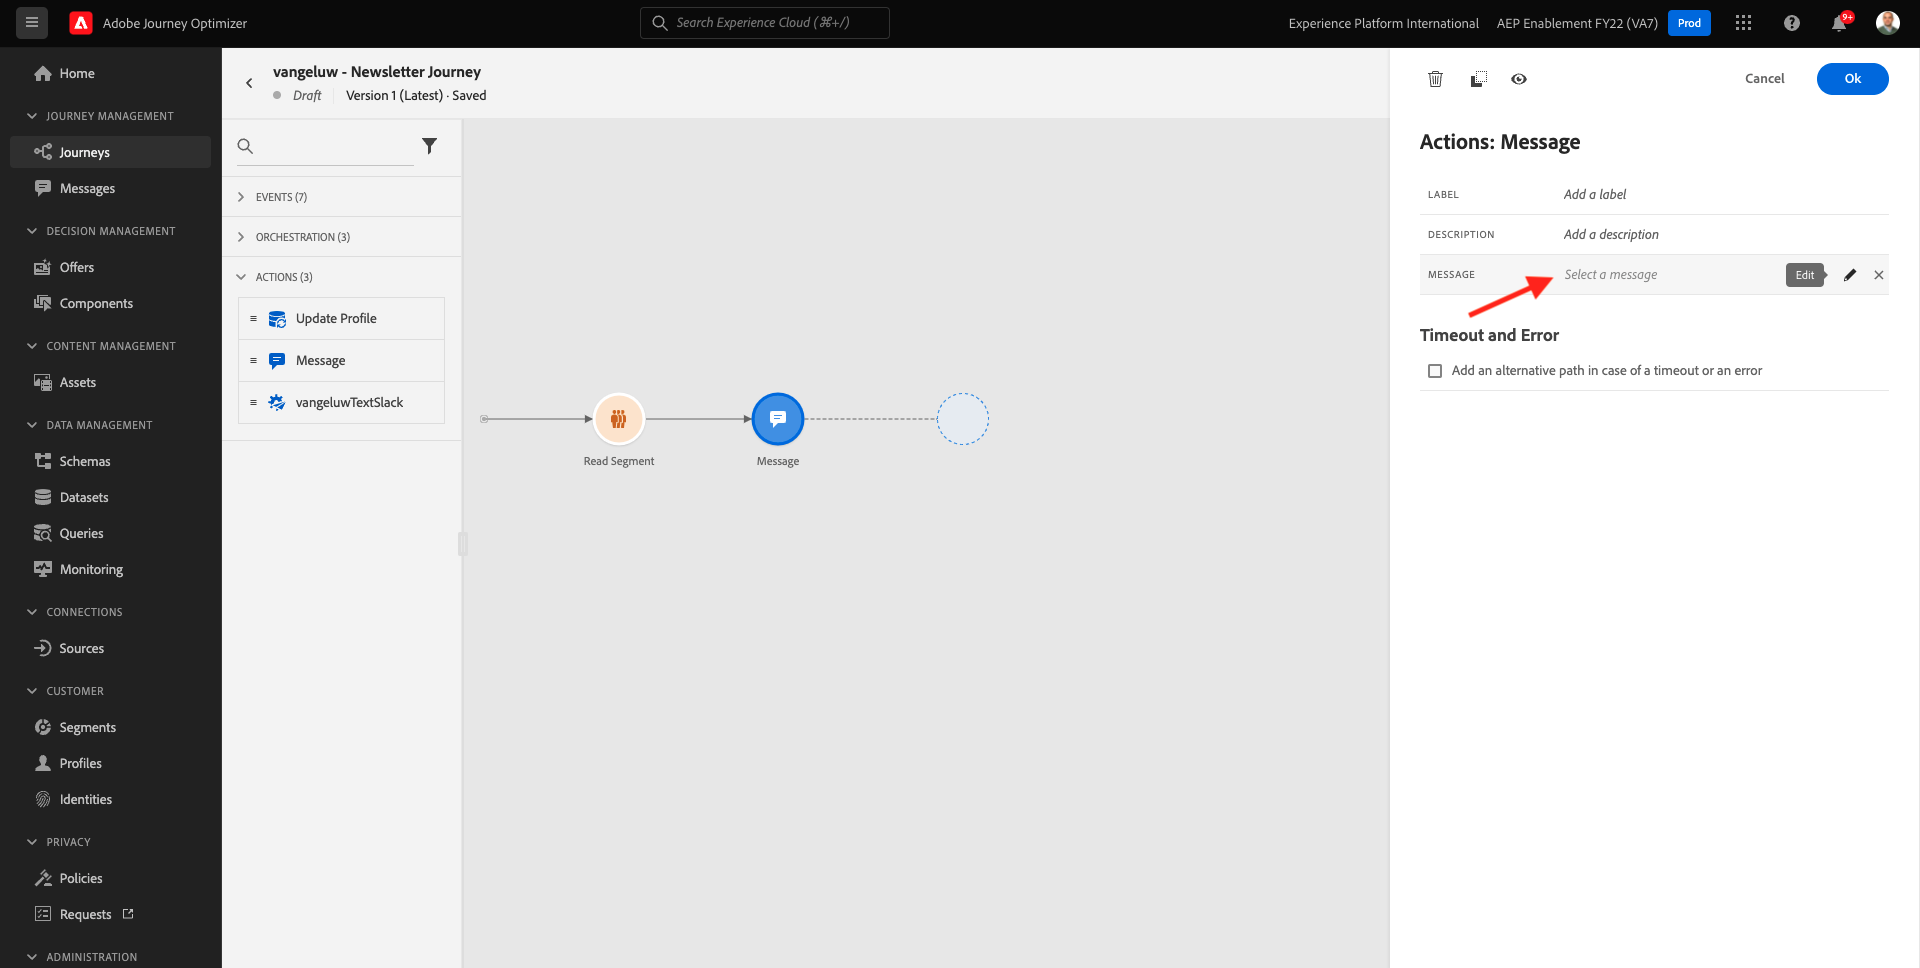 Adobe Journey Optimizer
Search Experience Cloud (⌘+/)
Experience Platform International
AEP Enablement FY22 (VA7)
Prod
9+
Home
JOURNEY MANAGEMENT
Journeys
Messages
DECISION MANAGEMENT
Offers
Components
CONTENT MANAGEMENT
Assets
DATA MANAGEMENT
Schemas
Datasets
Queries
Monitoring
CONNECTIONS
Sources
CUSTOMER
Segments
Profiles
Identities
PRIVACY
Policies
Requests
ADMINISTRATION
vangeluw - Newsletter Journey
Draft
Version 1 (Latest) · Saved
EVENTS (7)
ORCHESTRATION (3)
ACTIONS (3)
Update Profile
Message
vangeluwTextSlack
Read Segment
Message
Cancel
Ok
Actions: Message
LABEL
Add a label
DESCRIPTION
Add a description
MESSAGE
Select a message
Edit
Timeout and Error
Add an alternative path in case of a timeout or an error